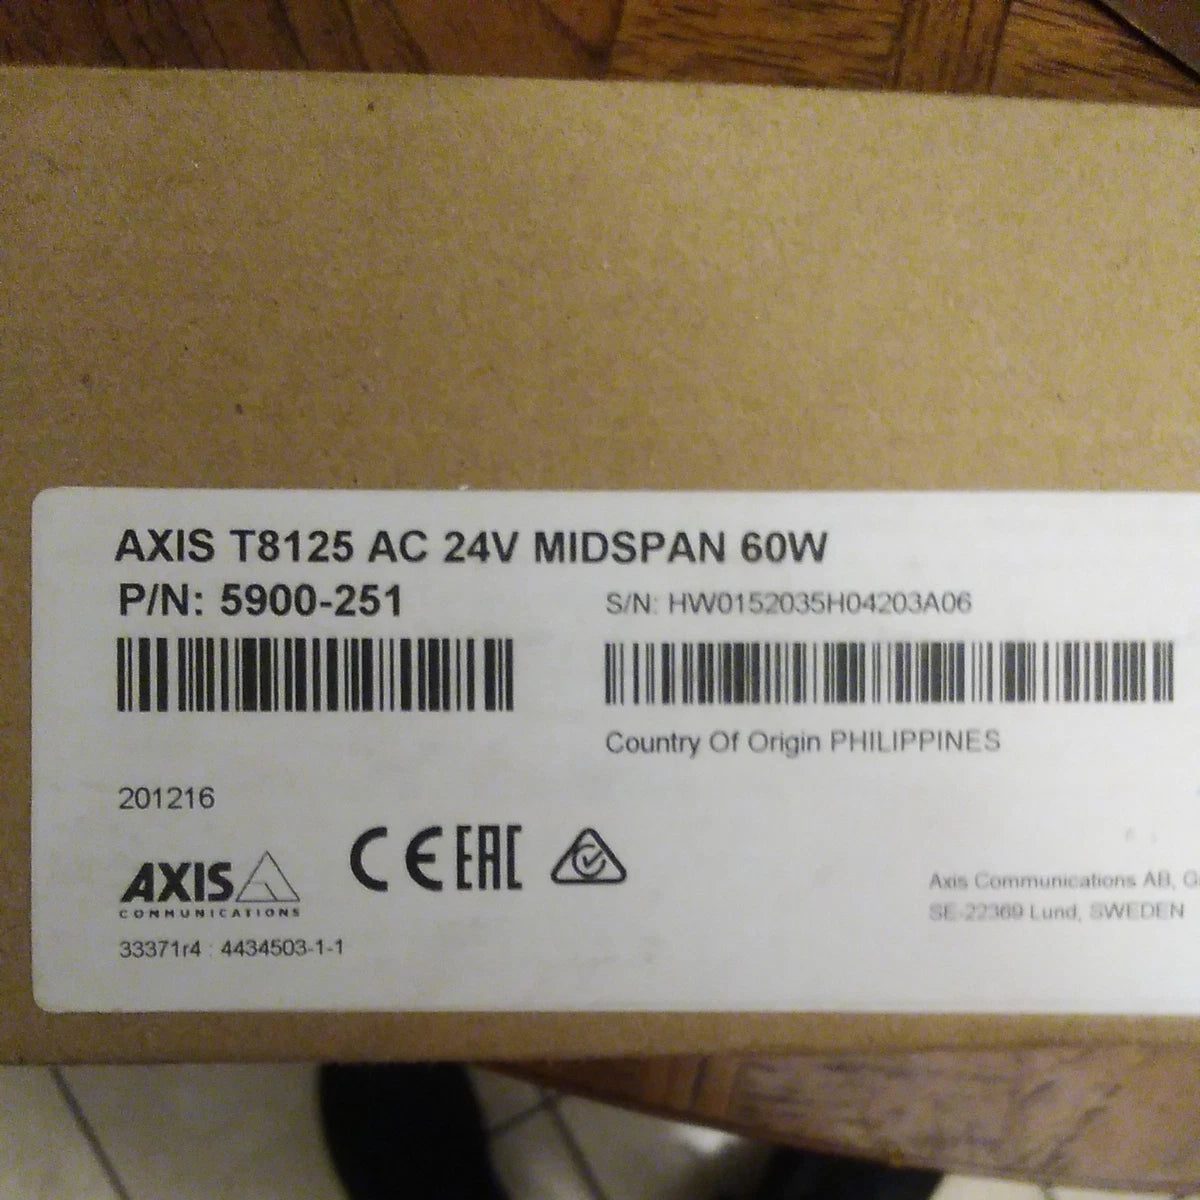 AXIS T8125 AC 24V MIDSPAN 60W
P/N: 5900-251
S/N: HW0152035H04203A06
Country Of Origin PHILIPPINES
201216
CE EAC
AXIS
COMMUNICATIONS
33371r4 : 4434503-1-1
Axis Communications AB,
SE-22369 Lund, SWEDEN